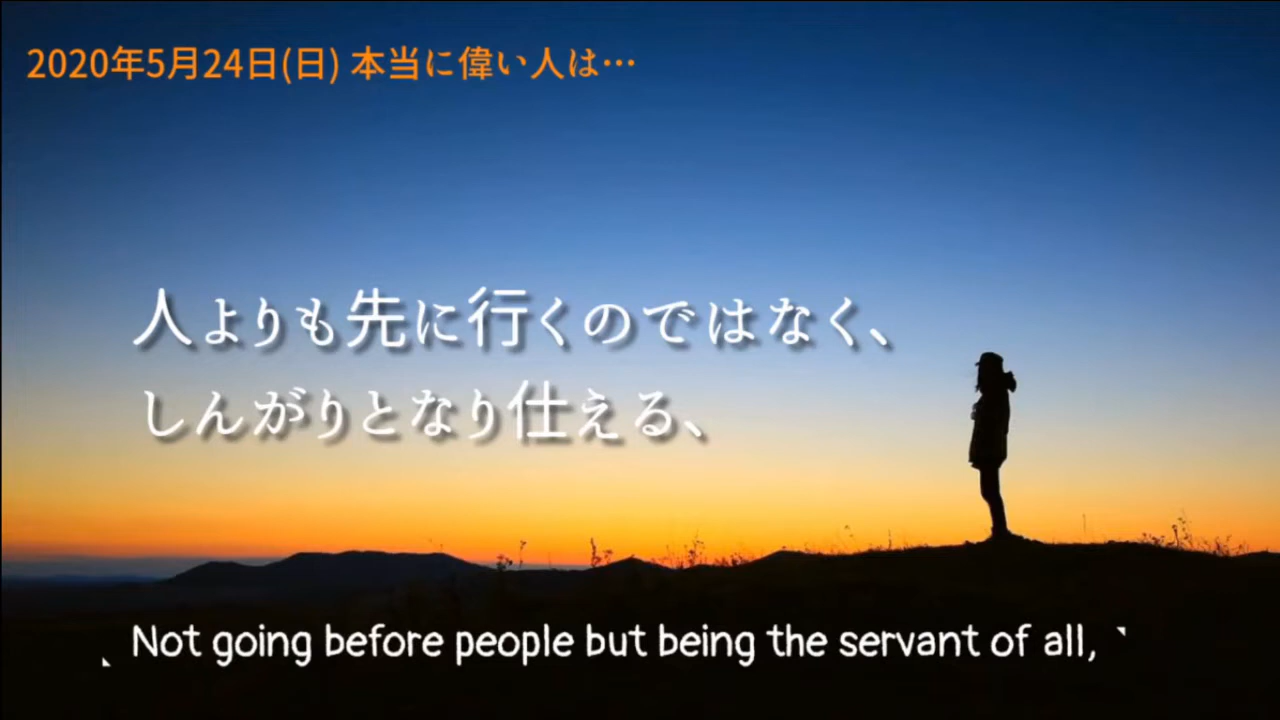 2020年5月24日(日) 本当に偉い人は…
人よりも先に行くのではなく、
しんがりとなり仕える、
Not going before people but being the servant of all,